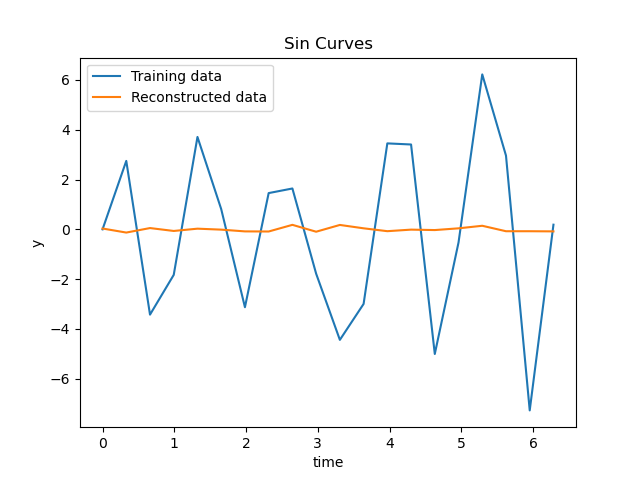 Sin Curves
Training data
Reconstructed data
6
4
2
0
−2
−4
−6
y
0 1 2 3 4 5 6
time